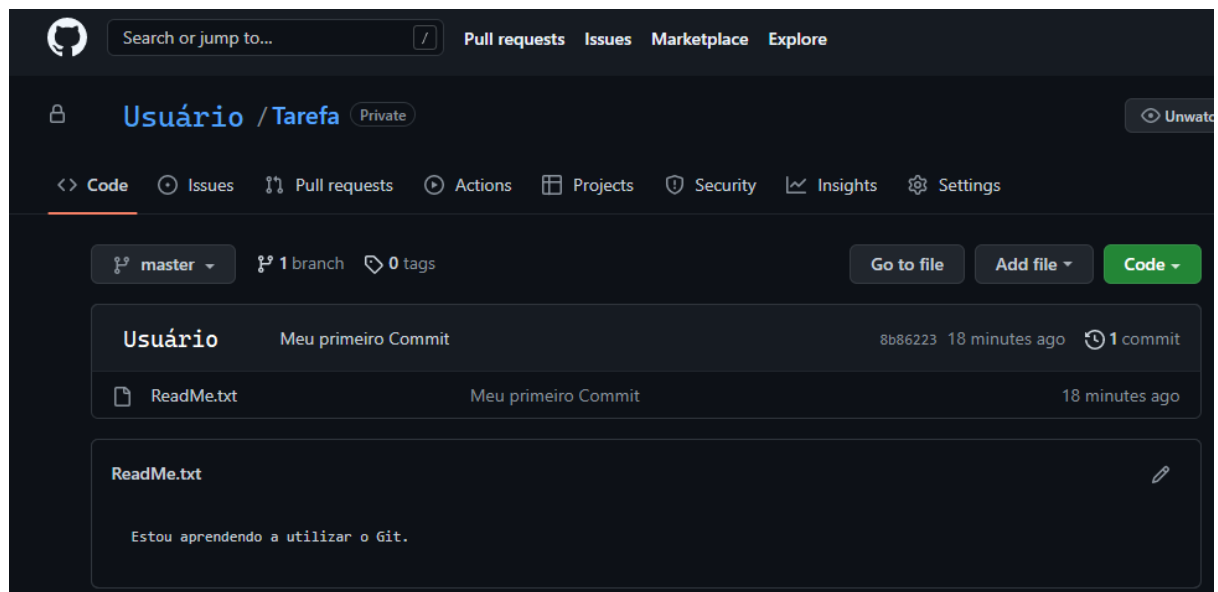 Search or jump to... / Pull requests Issues Marketplace Explore
Usuário / Tarefa Private
Code Issues Pull requests Actions Projects Security Insights Settings
master 1 branch 0 tags Go to file Add file Code
Usuário Meu primeiro Commit 8b86223 18 minutes ago 1 commit
ReadMe.txt Meu primeiro Commit 18 minutes ago
ReadMe.txt
Estou aprendendo a utilizar o Git.